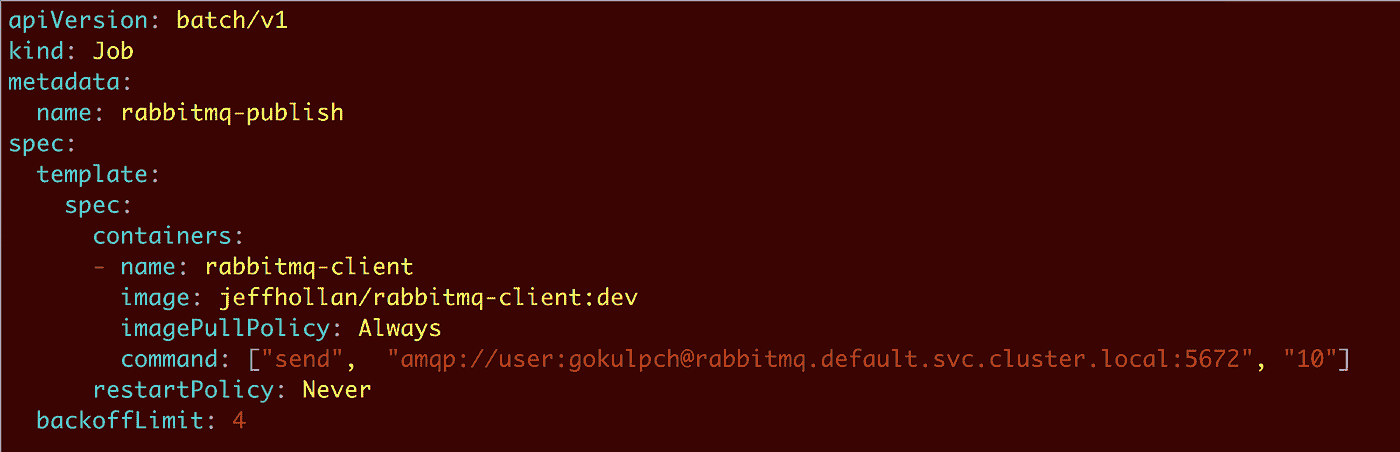 apiVersion: batch/v1
kind: Job
metadata:
  name: rabbitmq-publish
spec:
  template:
    spec:
      containers:
      - name: rabbitmq-client
        image: jeffhollan/rabbitmq-client:dev
        imagePullPolicy: Always
        command: ["send",  "amqp://user:gokulpch@rabbitmq.default.svc.cluster.local:5672", "10"]
      restartPolicy: Never
  backoffLimit: 4